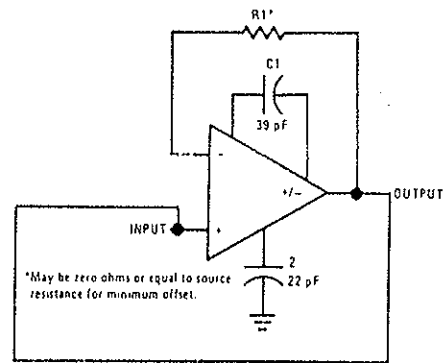 R1*
C1
39 pF
-
+/-
OUTPUT
INPUT
+
*May be zero ohms or equal to source
resistance for minimum offset.
2
22 pF